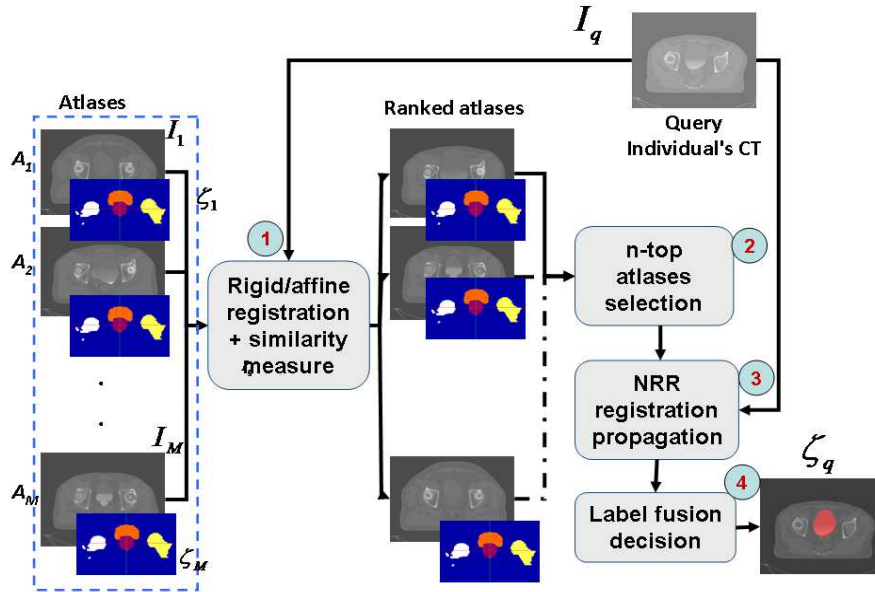 I_q
Atlases
Ranked atlases
Query
Individual's CT
I_1
A_1
ζ_1
1
A_2
Rigid/affine
registration
+ similarity
measure
n-top
atlases
selection
2
NRR
registration
propagation
3
I_M
A_M
ζ_M
Label fusion
decision
4
ζ_q